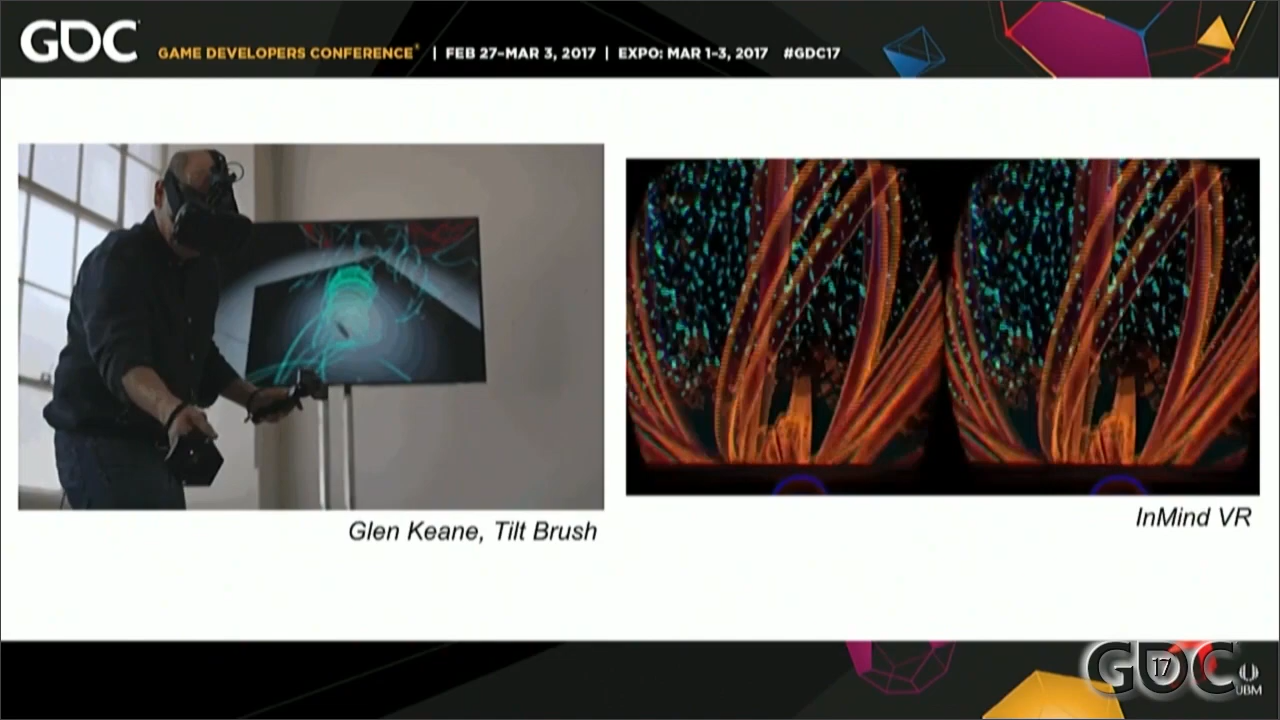 GDC
GAME DEVELOPERS CONFERENCE® | FEB 27–MAR 3, 2017 | EXPO: MAR 1–3, 2017 #GDC17
Glen Keane, Tilt Brush
InMind VR
GDC 17
UBM